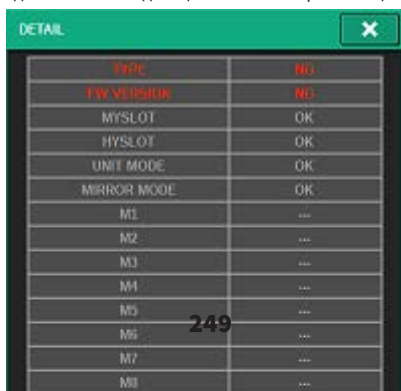 DETAIL
TYPE NG
FW VERSION NG
MYSLOT OK
HYSLOT OK
UNIT MODE OK
MIRROR MODE OK
M1 ---
M2 ---
M3 ---
M4 ---
M5 ---
249
M6 ---
M7 ---
M8 ---